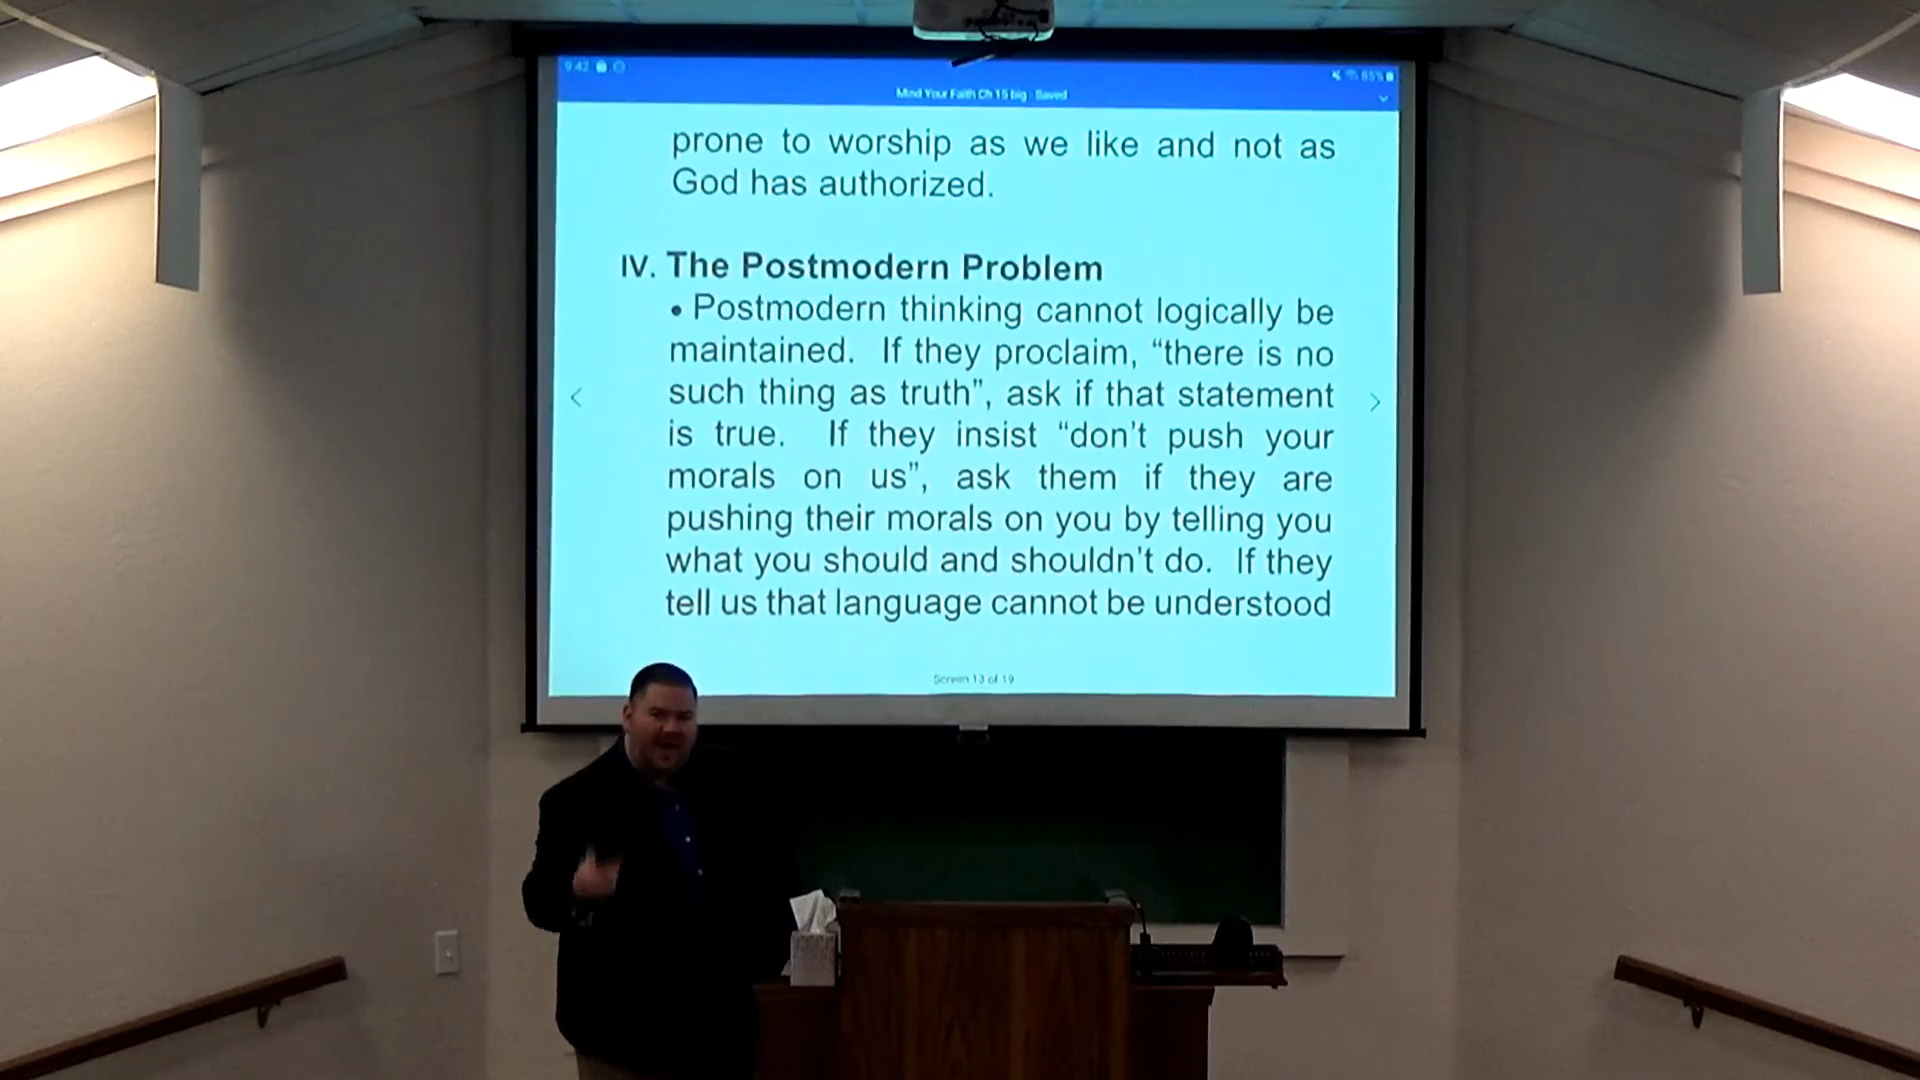 9:42
85%
Mind Your Faith Ch 15 big - Saved
prone to worship as we like and not as
God has authorized.
IV. The Postmodern Problem
• Postmodern thinking cannot logically be
maintained. If they proclaim, “there is no
such thing as truth”, ask if that statement
is true. If they insist “don’t push your
morals on us”, ask them if they are
pushing their morals on you by telling you
what you should and shouldn't do. If they
tell us that language cannot be understood
Screen 13 of 19